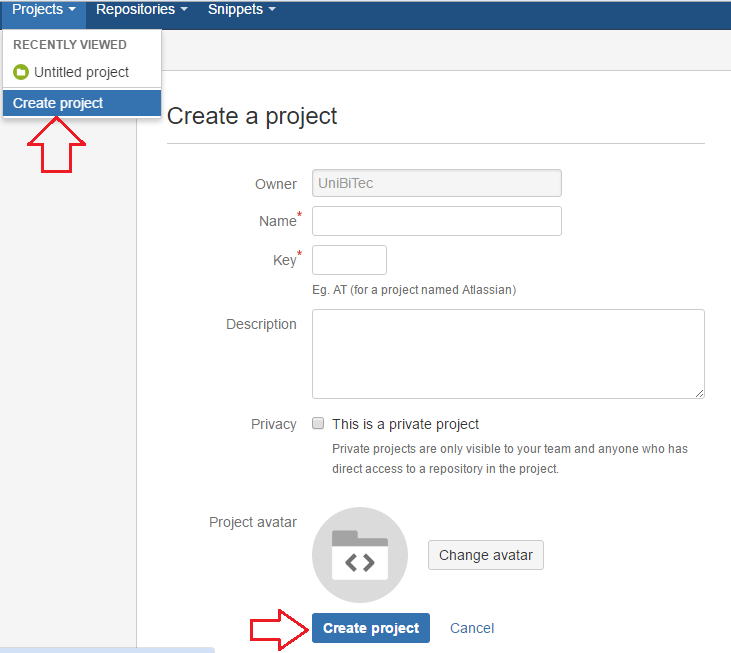 Projects Repositories Snippets
RECENTLY VIEWED
Untitled project
Create project
Create a project
Owner UniBiTec
Name*
Key*
Eg. AT (for a project named Atlassian)
Description
Privacy This is a private project
Private projects are only visible to your team and anyone who has
direct access to a repository in the project.
Project avatar
Change avatar
Create project Cancel